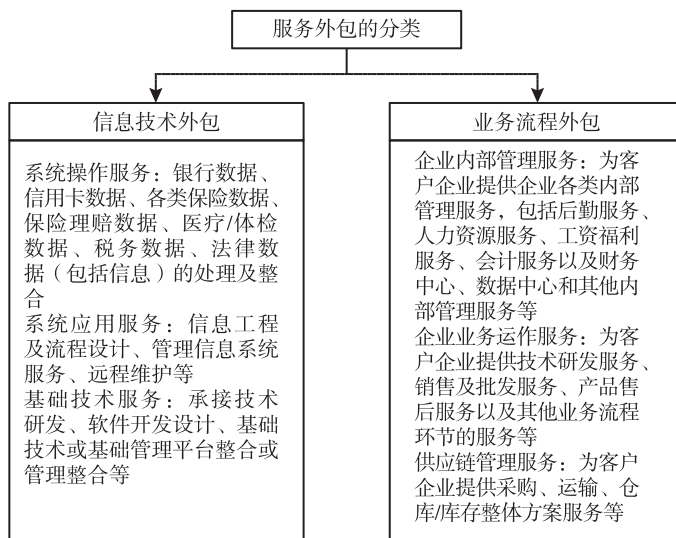 服务外包的分类
信息技术外包
系统操作服务：银行数据、
信用卡数据、各类保险数据、
保险理赔数据、医疗/体检
数据、税务数据、法律数
据（包括信息）的处理及整
合
系统应用服务：信息工程
及流程设计、管理信息系统
服务、远程维护等
基础技术服务：承接技术
研发、软件开发设计、基础
技术或基础管理平台整合或
管理整合等
业务流程外包
企业内部管理服务：为客
户企业提供企业各类内部
管理服务，包括后勤服务、
人力资源服务、工资福利
服务、会计服务以及财务
中心、数据中心和其他内
部管理服务等
企业业务运作服务：为客
户企业提供技术研发服务、
销售及批发服务、产品售
后服务以及其他业务流程
环节的服务等
供应链管理服务：为客户
企业提供采购、运输、仓
库/库存整体方案服务等